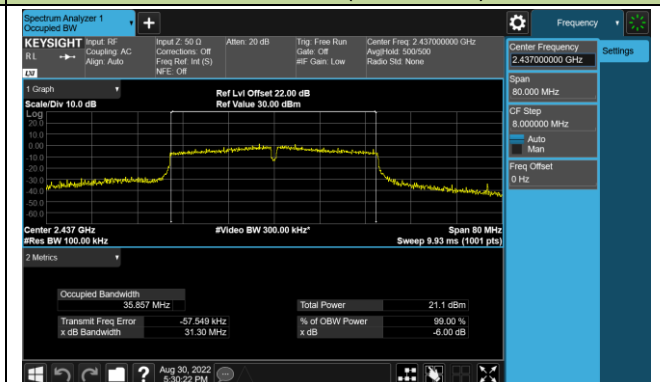 Spectrum Analyzer 1
Occupied BW
Frequency
KEYSIGHT
RL
LXI
Input: RF
Coupling: AC
Align: Auto
Input Z: 50 Ω
Corrections: Off
Freq Ref: Int (S)
NFE: Off
Atten: 20 dB
Trig: Free Run
Gate: Off
#IF Gain: Low
Center Freq: 2.437000000 GHz
Avg|Hold: 500/500
Radio Std: None
Center Frequency
2.437000000 GHz
Settings
Span
80.000 MHz
CF Step
8.000000 MHz
Auto
Man
Freq Offset
0 Hz
1 Graph
Scale/Div 10.0 dB
Ref Lvl Offset 22.00 dB
Ref Value 30.00 dBm
Log
20.0
10.0
0.00
-10.0
-20.0
-30.0
-40.0
-50.0
-60.0
Center 2.437 GHz
#Res BW 100.00 kHz
#Video BW 300.00 kHz*
Span 80 MHz
Sweep 9.93 ms (1001 pts)
2 Metrics
Occupied Bandwidth
35.857 MHz
Total Power 21.1 dBm
Transmit Freq Error -57.549 kHz
% of OBW Power 99.00 %
x dB Bandwidth 31.30 MHz
x dB -6.00 dB
Aug 30, 2022
5:30:22 PM